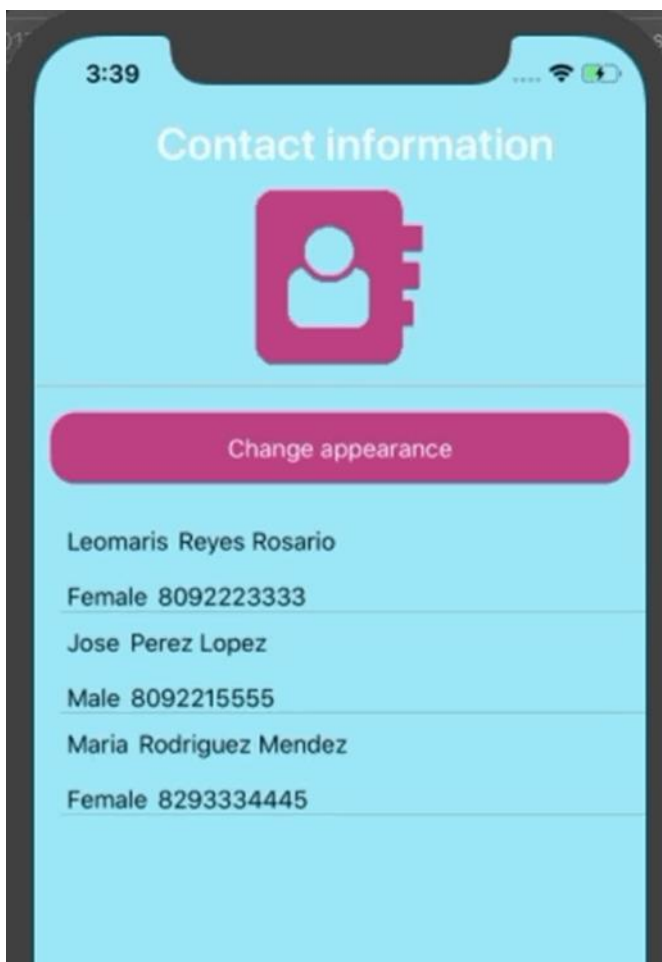 3:39
Contact information
Change appearance
Leomaris Reyes Rosario
Female 8092223333
Jose Perez Lopez
Male 8092215555
Maria Rodriguez Mendez
Female 8293334445